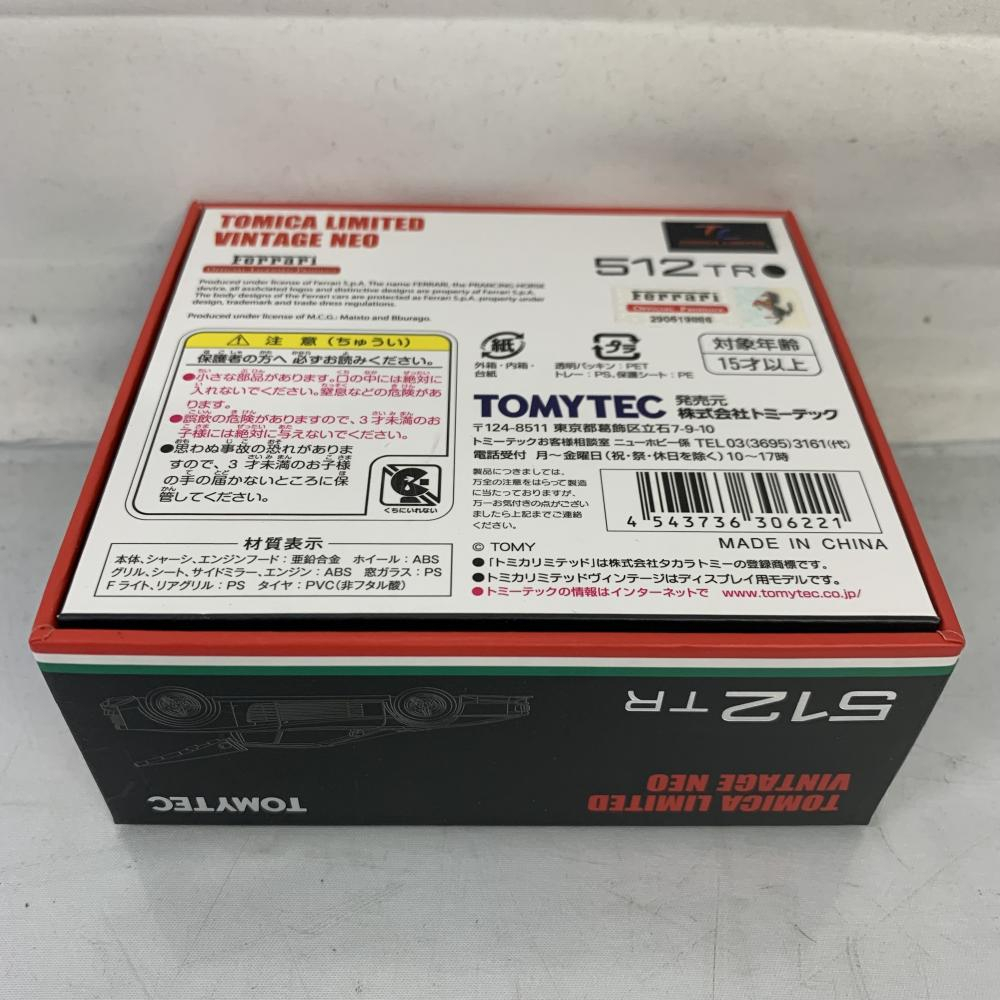 TOMICA LIMITED
VINTAGE NEO
Ferrari
Official Licensed Product
Produced under license of Ferrari S.p.A. The name FERRARI, the PRANCING HORSE
device, all associated logos and distinctive designs are property of Ferrari S.p.A.
The body designs of the Ferrari cars are protected as Ferrari S.p.A. property under
design, trademark and trade dress regulations.
Produced under license of M.C.G.: Maisto and Bburago.
TL
TOMICA LIMITED
512 TR ●
Ferrari
Official Product
注意（ちゅうい）
保護者の方へ 必ずお読みください。
●小さな部品があります。口の中には絶対に
入れないでください。窒息などの危険があ
ります。
●誤飲の危険がありますので、3才未満のお
子様には絶対に与えないでください。
●思わぬ事故の恐れがありま
すので、3才未満のお子様
の手の届かないところに保
管してください。
くちにいれない
材質表示
本体、シャーシ、エンジンフード：亜鉛合金 ホイール：ABS
グリル、シート、サイドミラー、エンジン：ABS 窓ガラス：PS
Fライト、リアグリル：PS タイヤ：PVC(非フタル酸)
紙
外箱・内箱・
台紙
プラ
透明パッキン：PET
トレー：PS、保護シート：PE
対象年齢
15才以上
TOMYTEC 発売元 株式会社トミーテック
〒124-8511 東京都葛飾区立石7-9-10
トミーテックお客様相談室 ニューホビー係 TEL 03(3695)3161(代)
電話受付 月～金曜日(祝・祭・休日を除く)10～17時
製品につきましては、
万全の注意をはらって製造
に当たっておりますが、
万一お気付きの点がござい
ましたら上記までご連絡
ください。
4 543736 306221
© TOMY
MADE IN CHINA
●「トミカリミテッド」は株式会社タカラトミーの登録商標です。
●トミカリミテッドヴィンテージはディスプレイ用モデルです。
●トミーテックの情報はインターネットで www.tomytec.co.jp/
512 TR
TOMICA LIMITED
VINTAGE NEO
TOMYTEC